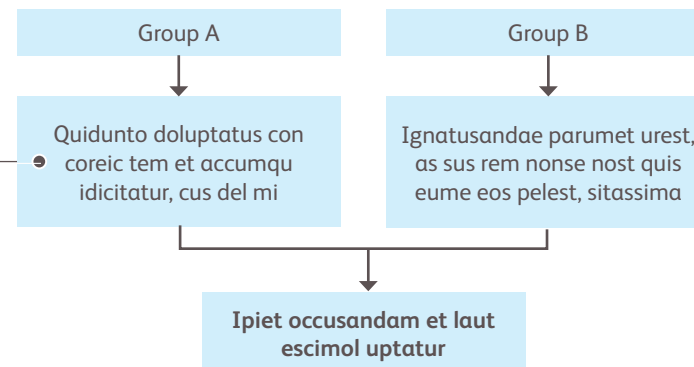 Group A
Group B
Quidunto doluptatus con
coreic tem et accumqu
idicitatur, cus del mi
Ignatusandae parumet urest,
as sus rem nonse nost quis
eume eos pelest, sitassima
Ipiet occusandam et laut
escimol uptatur